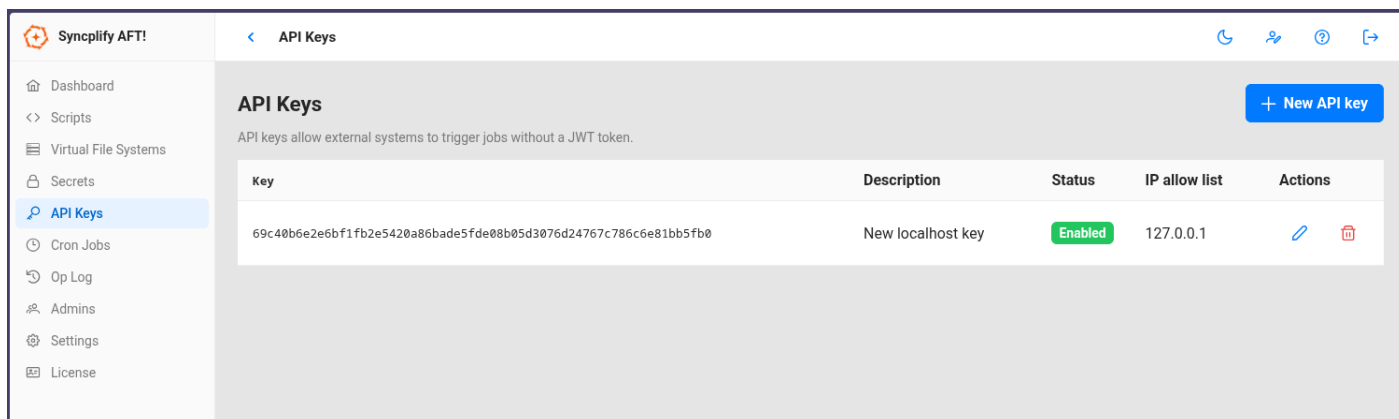 Syncplify AFT!
API Keys
Dashboard
Scripts
Virtual File Systems
Secrets
API Keys
Cron Jobs
Op Log
Admins
Settings
License
API Keys
New API key
API keys allow external systems to trigger jobs without a JWT token.
Key Description Status IP allow list Actions
69c40b6e2e6bf1fb2e5420a86bade5fde08b05d3076d24767c786c6e81bb5fb0 New localhost key Enabled 127.0.0.1